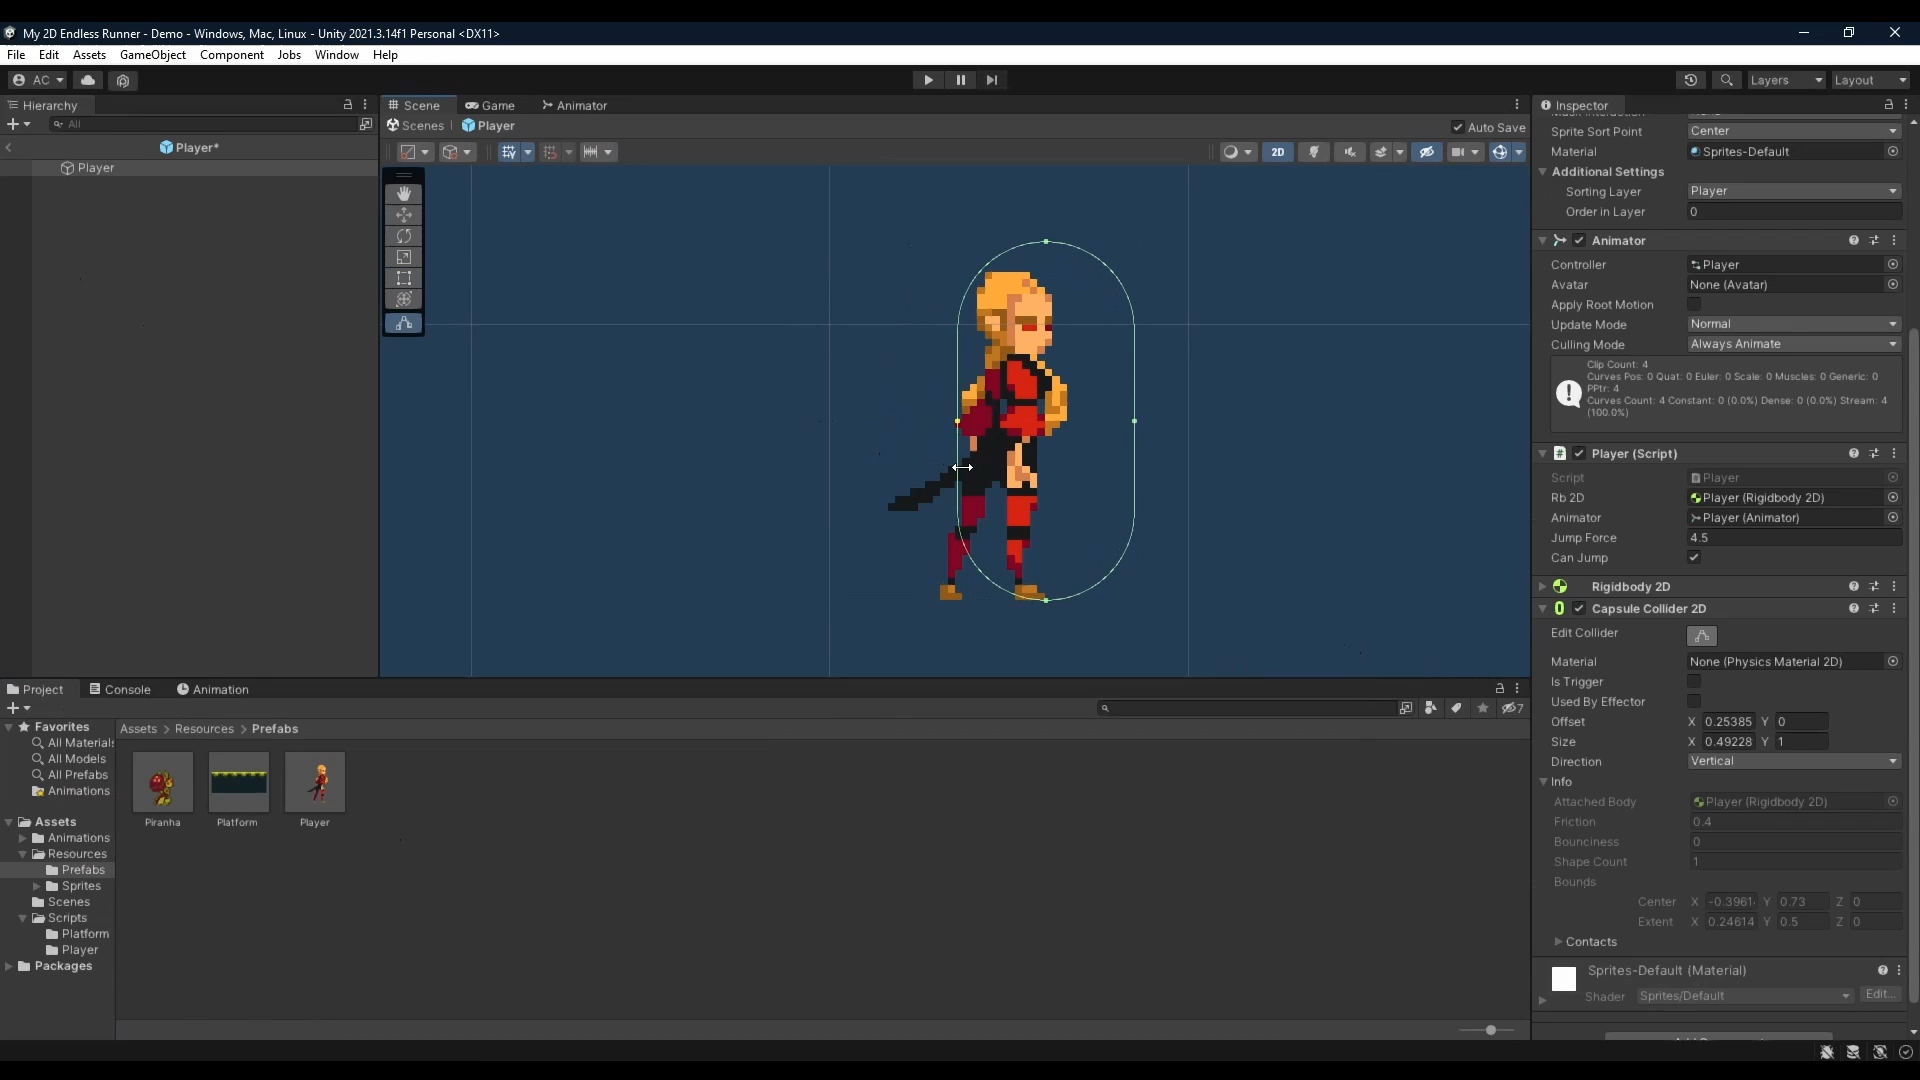 My 2D Endless Runner - Demo - Windows, Mac, Linux - Unity 2021.3.14f1 Personal <DX11>
File Edit Assets GameObject Component Jobs Window Help
AC
Layers Layout
Hierarchy
All
Player*
Player
Scene Game Animator
Scenes Player
Auto Save
2D
Inspector
Sprite Sort Point Center
Material Sprites-Default
Additional Settings
Sorting Layer Player
Order in Layer 0
Animator
Controller Player
Avatar None (Avatar)
Apply Root Motion
Update Mode Normal
Culling Mode Always Animate
Clip Count: 4
Curves Pos: 0 Quat: 0 Euler: 0 Scale: 0 Muscles: 0 Generic: 0
PPtr: 4
Curves Count: 4 Constant: 0 (0.0%) Dense: 0 (0.0%) Stream: 4
(100.0%)
Player (Script)
Script Player
Rb 2D Player (Rigidbody 2D)
Animator Player (Animator)
Jump Force 4.5
Can Jump
Rigidbody 2D
Capsule Collider 2D
Edit Collider
Material None (Physics Material 2D)
Is Trigger
Used By Effector
Offset X 0.25385 Y 0
Size X 0.49228 Y 1
Direction Vertical
Info
Attached Body Player (Rigidbody 2D)
Friction 0.4
Bounciness 0
Shape Count 1
Bounds
Center X -0.3961 Y 0.73 Z 0
Extent X 0.24614 Y 0.5 Z 0
Contacts
Sprites-Default (Material)
Shader Sprites/Default Edit...
Project Console Animation
7
Favorites
All Materials
All Models
All Prefabs
Animations
Assets
Animations
Resources
Prefabs
Sprites
Scenes
Scripts
Platform
Player
Packages
Assets > Resources > Prefabs
Piranha Platform Player